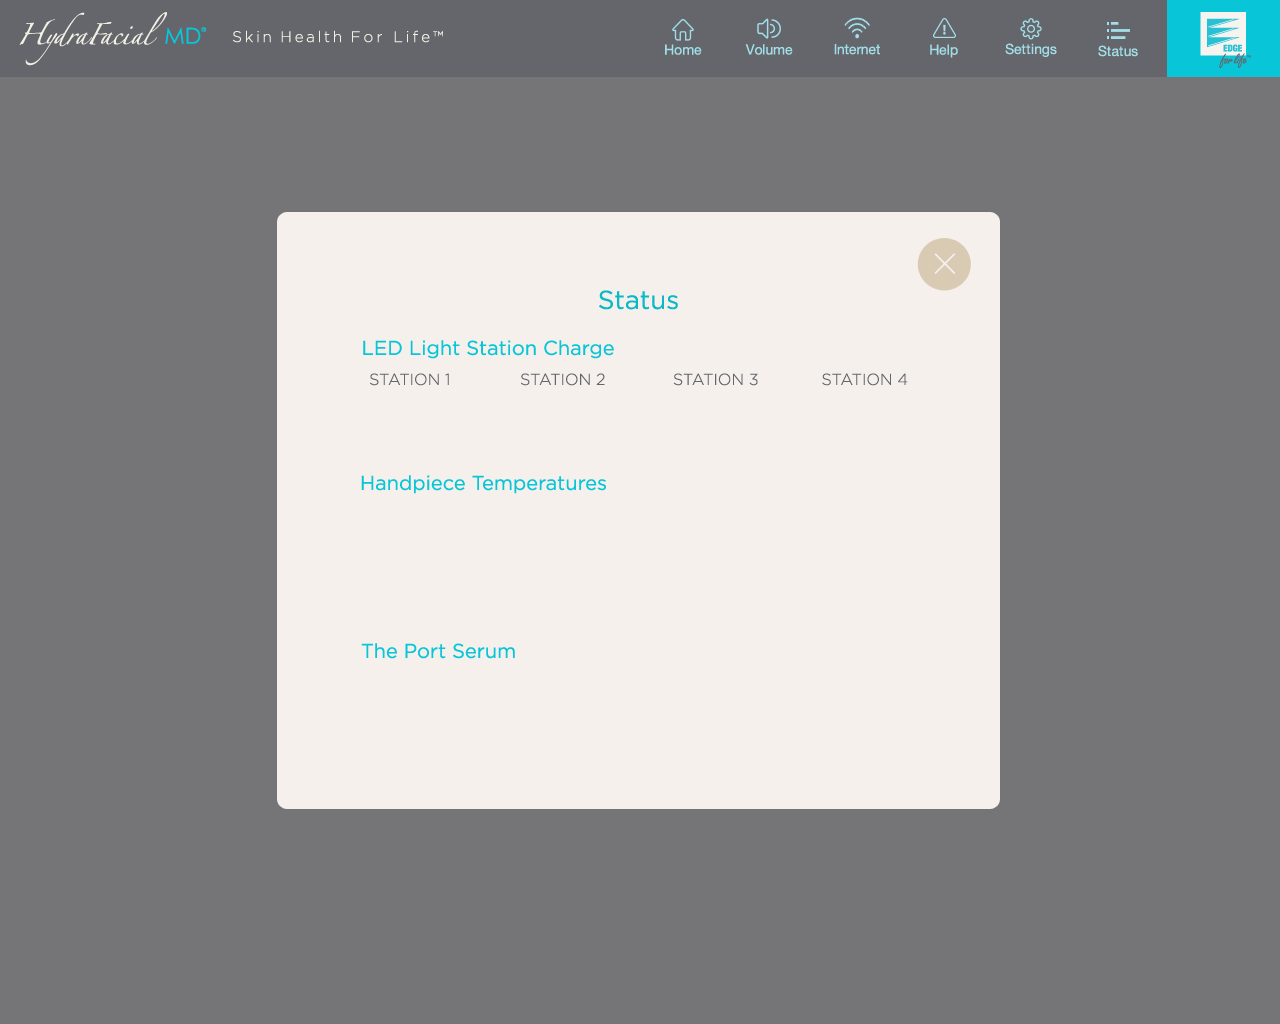 HydraFacial MD® Skin Health For Life™
Home Volume Internet Help Settings Status
EDGE
for life™
Status
LED Light Station Charge
STATION 1 STATION 2 STATION 3 STATION 4
Handpiece Temperatures
The Port Serum